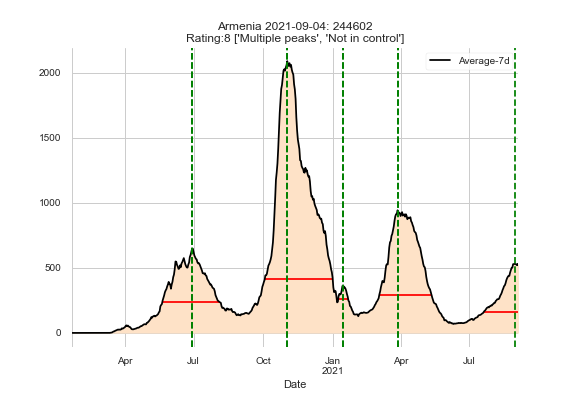 Armenia 2021-09-04: 244602
Rating:8 ['Multiple peaks', 'Not in control']
Average-7d
2000
1500
1000
500
0
Apr
Jul
Oct
Jan
2021
Apr
Jul
Date